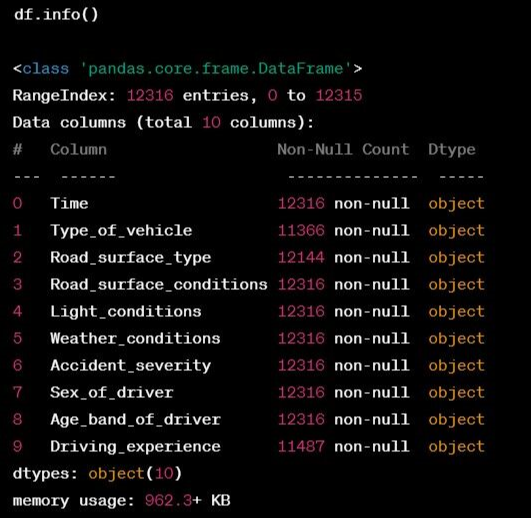 df.info()
<class 'pandas.core.frame.DataFrame'>
RangeIndex: 12316 entries, 0 to 12315
Data columns (total 10 columns):
#   Column                   Non-Null Count  Dtype
---  ------                   --------------  -----
0   Time                     12316 non-null  object
1   Type_of_vehicle          11366 non-null  object
2   Road_surface_type        12144 non-null  object
3   Road_surface_conditions  12316 non-null  object
4   Light_conditions         12316 non-null  object
5   Weather_conditions       12316 non-null  object
6   Accident_severity        12316 non-null  object
7   Sex_of_driver            12316 non-null  object
8   Age_band_of_driver       12316 non-null  object
9   Driving_experience       11487 non-null  object
dtypes: object(10)
memory usage: 962.3+ KB